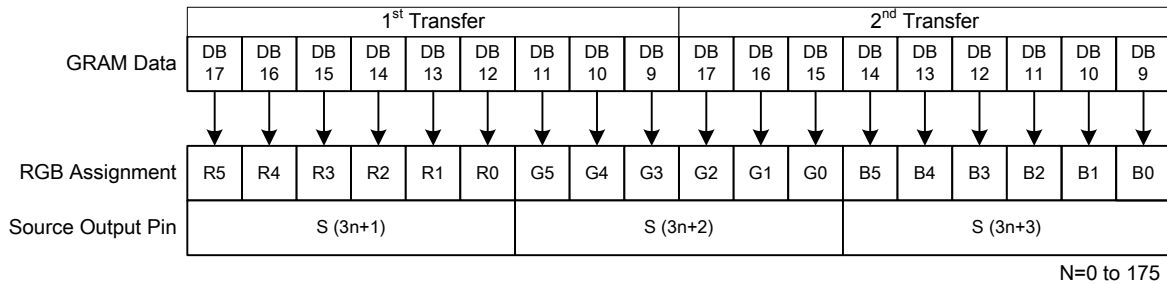 1st Transfer 2nd Transfer
GRAM Data DB 17 DB 16 DB 15 DB 14 DB 13 DB 12 DB 11 DB 10 DB 9 DB 17 DB 16 DB 15 DB 14 DB 13 DB 12 DB 11 DB 10 DB 9
RGB Assignment R5 R4 R3 R2 R1 R0 G5 G4 G3 G2 G1 G0 B5 B4 B3 B2 B1 B0
Source Output Pin S (3n+1) S (3n+2) S (3n+3)
N=0 to 175